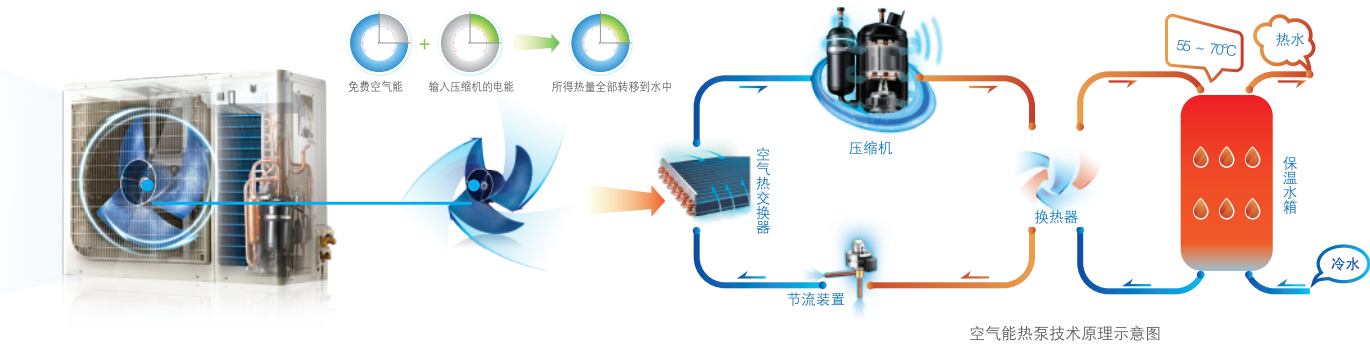 免费空气能
+
输入压缩机的电能
所得热量全部转移到水中
压缩机
空气热交换器
节流装置
换热器
55 ~ 70℃
热水
保温水箱
冷水
空气能热泵技术原理示意图